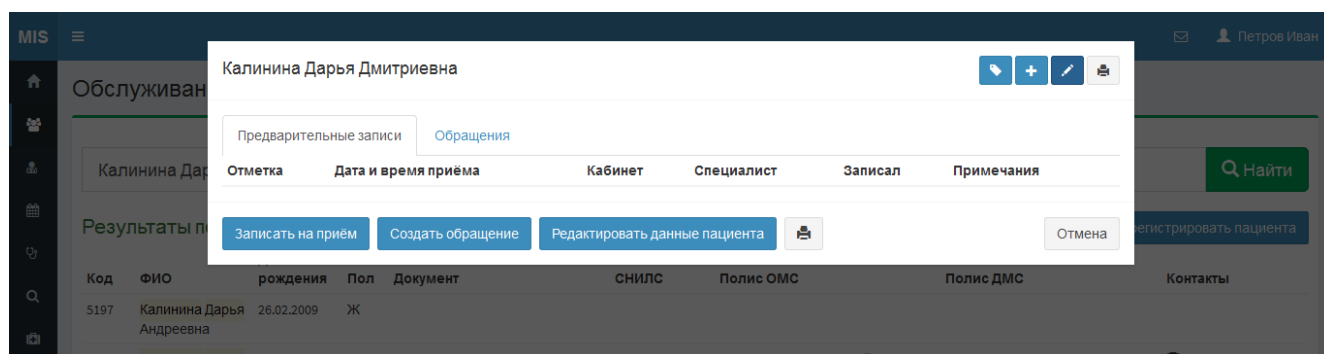 MIS
Петров Иван
Калинина Дарья Дмитриевна
Обслуживан
Предварительные записи Обращения
Отметка Дата и время приёма Кабинет Специалист Записал Примечания
Калинина Дар Найти
Результаты п
Записать на приём Создать обращение Редактировать данные пациента Отмена
егистрировать пациента
Код ФИО рождения Пол Документ СНИЛС Полис ОМС Полис ДМС Контакты
5197 Калинина Дарья 26.02.2009 Ж
Андреевна